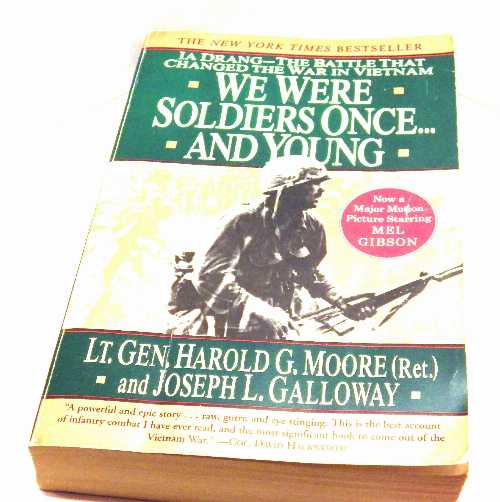 THE NEW YORK TIMES BESTSELLER
IA DRANG—THE BATTLE THAT
CHANGED THE WAR IN VIETNAM
WE WERE
SOLDIERS ONCE...
AND YOUNG
Now a
Major Motion
Picture Starring
MEL
GIBSON
LT. GEN. HAROLD G. MOORE (Ret.)
and JOSEPH L. GALLOWAY
"A powerful and epic story . . . raw, gutsy, and eye-stinging. This is the best account
of infantry combat I have ever read, and the most significant book to come out of the
Vietnam War." —COL. DAVID HACKWORTH